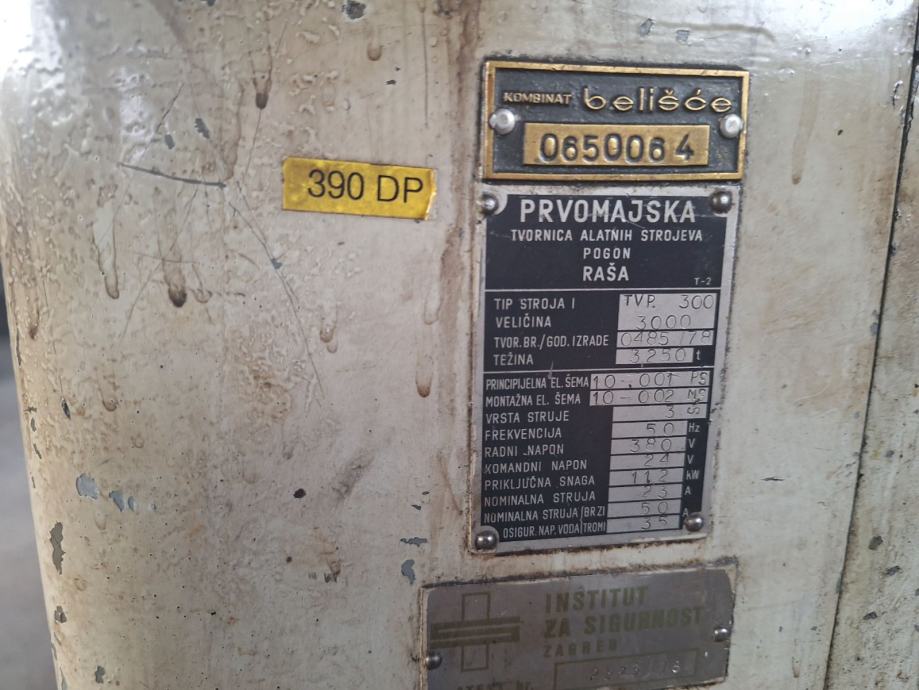 KOMBINAT belišće
0650064
390 DP
PRVOMAJSKA
TVORNICA ALATNIH STROJEVA
POGON
RAŠA
T-2
TIP STROJA I TVP. 300
VELIČINA 3000
TVOR.BR./GOD.IZRADE 0485/78
TEŽINA 3,250 t
PRINCIPIJELNA EL.ŠEMA 10-.001 PS
MONTAŽNA EL. ŠEMA 10-002 MS
VRSTA STRUJE 3
FREKVENCIJA 50 Hz
RADNI NAPON 380 V
KOMANDNI NAPON 24 V
PRIKLJUČNA SNAGA 11,2 kW
NOMINALNA STRUJA 23 A
NOMINALNA STRUJA BRZI 50 A
OSIGUR. NAP. VODA TROMI 35
INSTITUT
ZA SIGURNOST
ZAGREB